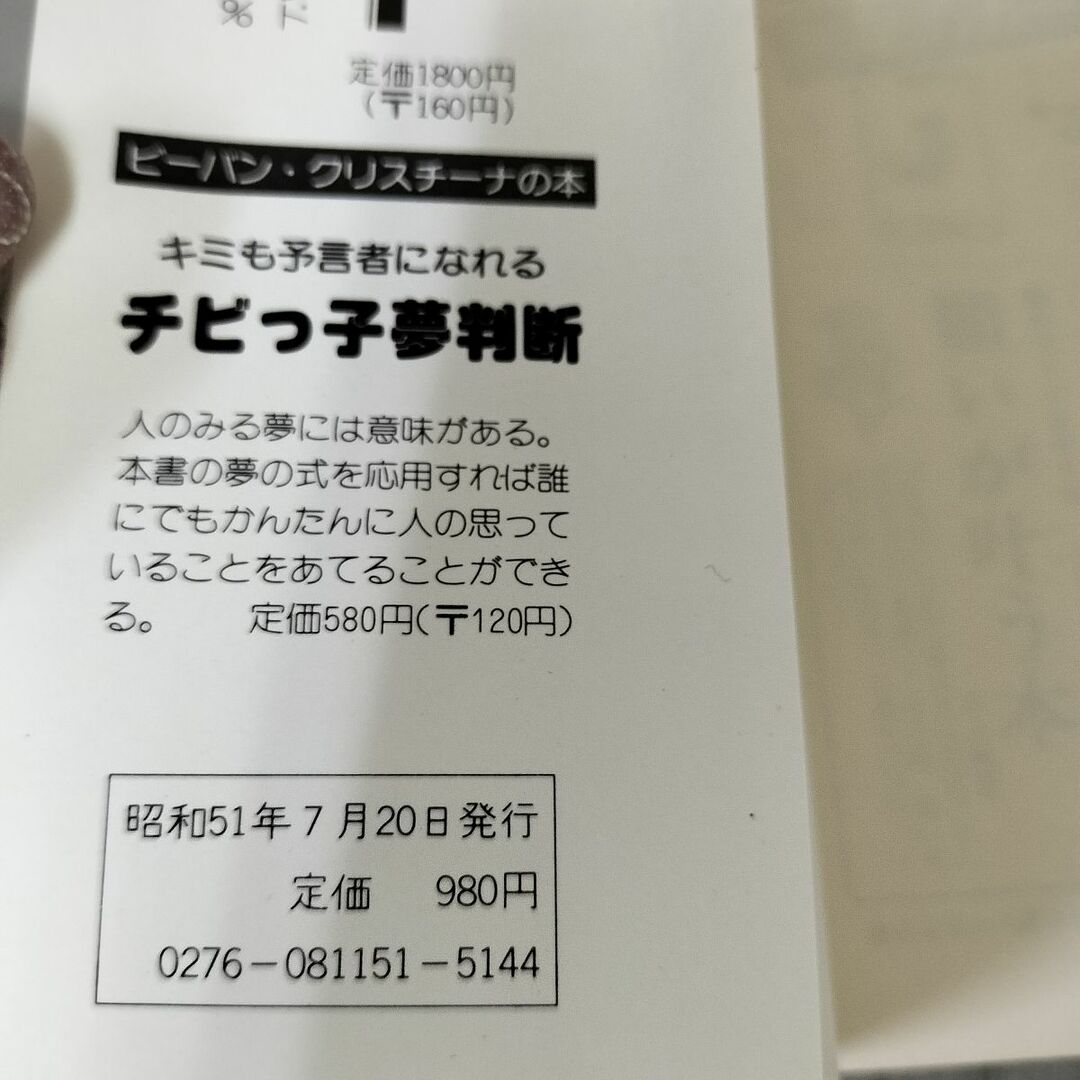 定価1800円
(〒160円)
ビーバン・クリスチーナの本
キミも予言者になれる
チビっ子夢判断
人のみる夢には意味がある。
本書の夢の式を応用すれば誰
にでもかんたんに人の思って
いることをあてることができ
る。 定価580円(〒120円)
昭和51年7月20日発行
定価 980円
0276-081151-5144